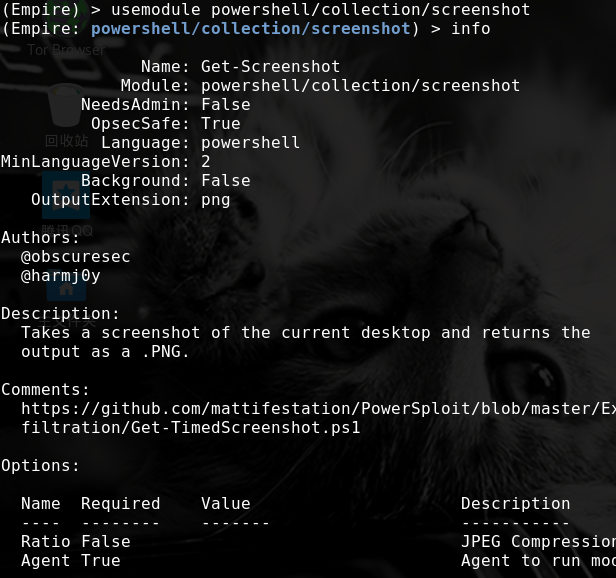 (Empire) > usemodule powershell/collection/screenshot
(Empire: powershell/collection/screenshot) > info
Tor Browser
Name: Get-Screenshot
Module: powershell/collection/screenshot
NeedsAdmin: False
OpsecSafe: True
Language: powershell
回收站
MinLanguageVersion: 2
Background: False
OutputExtension: png
腾讯QQ
Authors:
@obscuresec
@harmj0y
Description:
Takes a screenshot of the current desktop and returns the
output as a .PNG.
Comments:
https://github.com/mattifestation/PowerSploit/blob/master/Ex
filtration/Get-TimedScreenshot.ps1
Options:
Name Required Value Description
---- -------- ------- -----------
Ratio False JPEG Compression
Agent True Agent to run mod